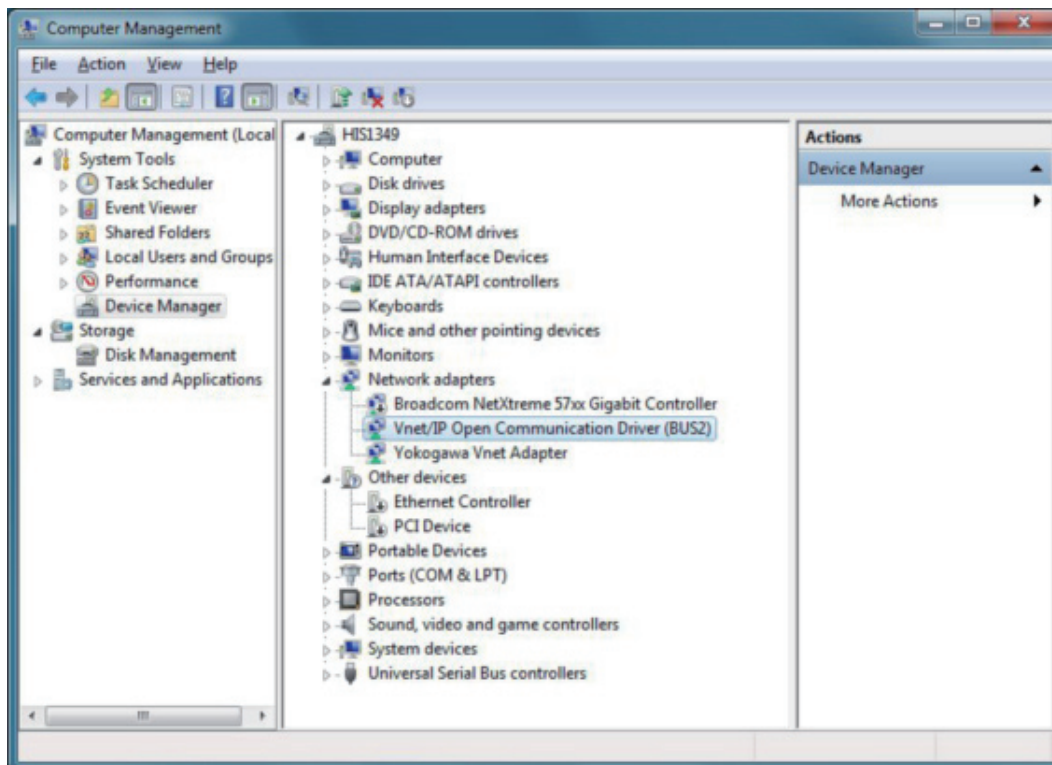 Computer Management
File Action View Help
Computer Management (Local
System Tools
Task Scheduler
Event Viewer
Shared Folders
Local Users and Groups
Performance
Device Manager
Storage
Disk Management
Services and Applications
HIS1349
Computer
Disk drives
Display adapters
DVD/CD-ROM drives
Human Interface Devices
IDE ATA/ATAPI controllers
Keyboards
Mice and other pointing devices
Monitors
Network adapters
Broadcom NetXtreme 57xx Gigabit Controller
Vnet/IP Open Communication Driver (BUS2)
Yokogawa Vnet Adapter
Other devices
Ethernet Controller
PCI Device
Portable Devices
Ports (COM & LPT)
Processors
Sound, video and game controllers
System devices
Universal Serial Bus controllers
Actions
Device Manager
More Actions